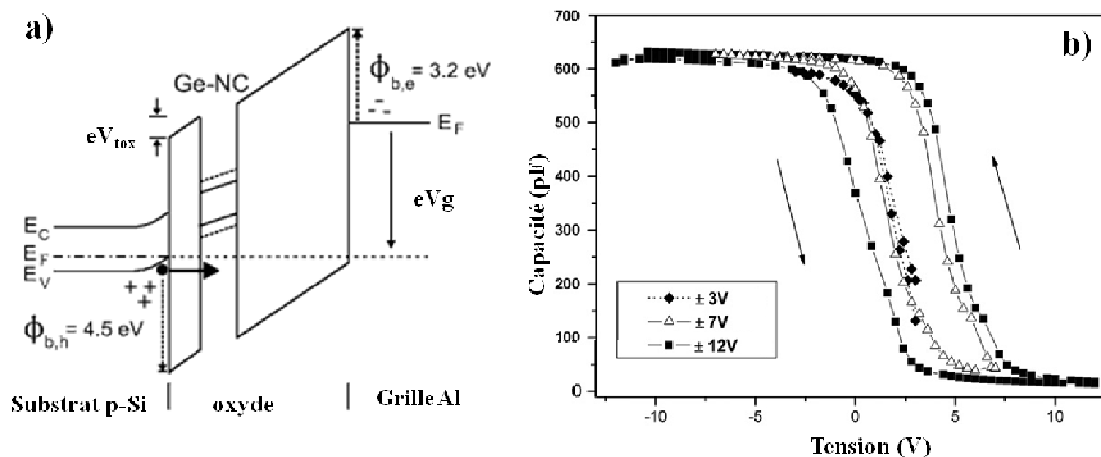 a)
Ge-NC
ϕb,e = 3.2 eV
EF
eVtox
eVg
EC
EF
EV
+ +
+
ϕb,h = 4.5 eV
Substrat p-Si
oxyde
Grille Al
b)
700
600
500
400
300
200
100
0
Capacité (pF)
± 3V
± 7V
± 12V
-10
-5
0
5
10
Tension (V)